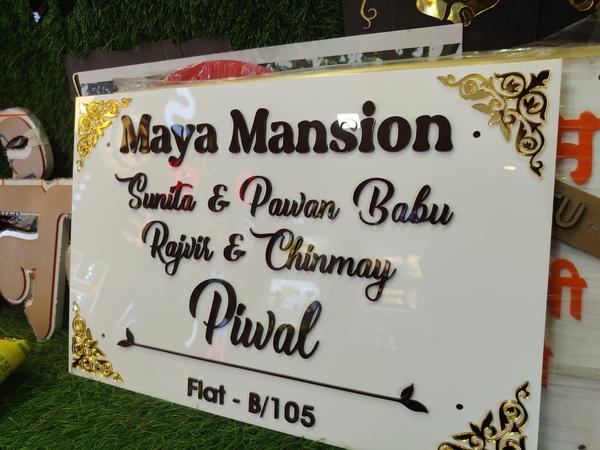 Maya Mansion
Sunita & Pawan Babu
Rajvir & Chinmay
Piwal
Flat - B/105